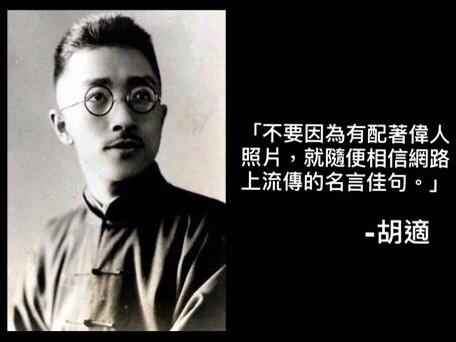 「不要因為有配著偉人
照片，就隨便相信網路
上流傳的名言佳句。」
-胡適